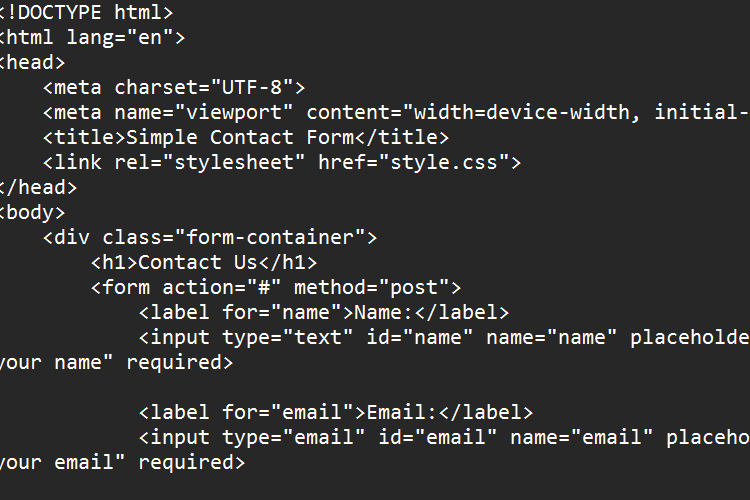 <!DOCTYPE html>
<html lang="en">
<head>
    <meta charset="UTF-8">
    <meta name="viewport" content="width=device-width, initial-
    <title>Simple Contact Form</title>
    <link rel="stylesheet" href="style.css">
</head>
<body>
    <div class="form-container">
        <h1>Contact Us</h1>
        <form action="#" method="post">
            <label for="name">Name:</label>
            <input type="text" id="name" name="name" placeholde
your name" required>

            <label for="email">Email:</label>
            <input type="email" id="email" name="email" placeho
your email" required>